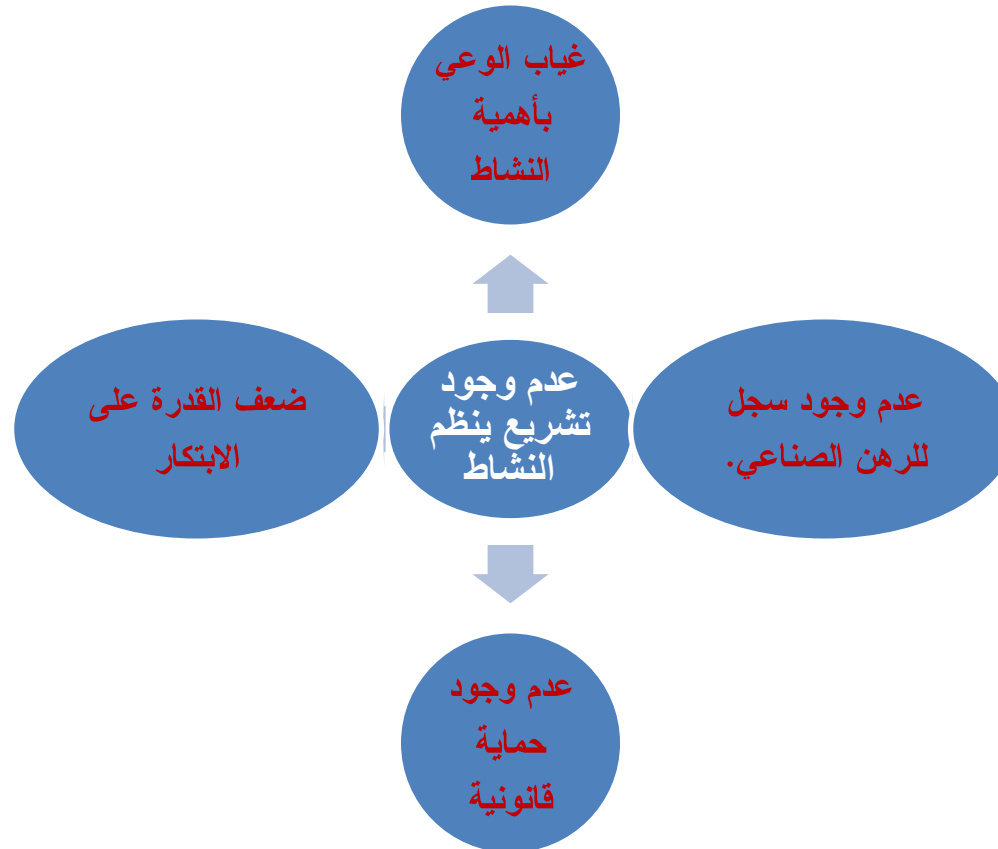 غياب الوعي
بأهمية
النشاط
عدم وجود سجل
للرهن الصناعي.
عدم وجود
تشريع ينظم
النشاط
ضعف القدرة على
الابتكار
عدم وجود
حماية
قانونية